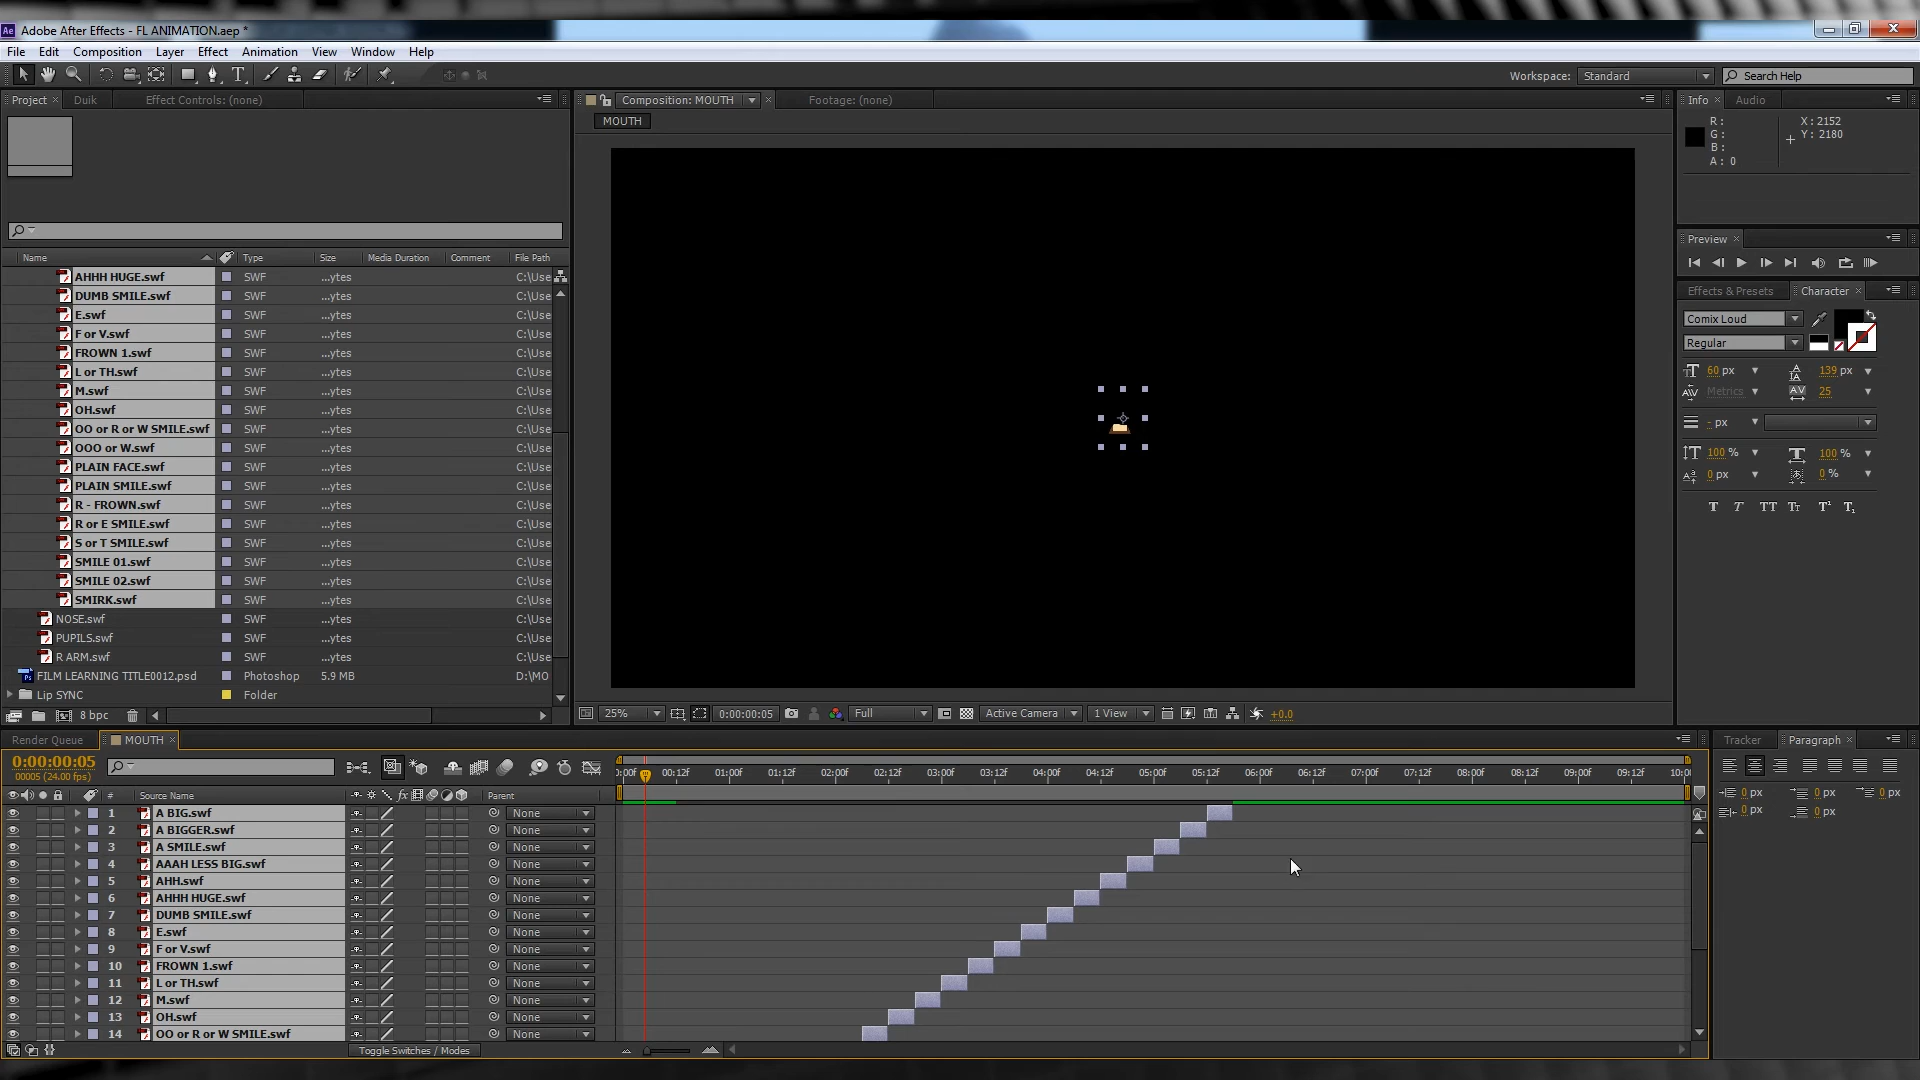 Ae Adobe After Effects - FL ANIMATION.aep *
File Edit Composition Layer Effect Animation View Window Help
Workspace: Standard Search Help
Project Duik Effect Controls: (none)
Composition: MOUTH Footage: (none)
Info Audio
MOUTH
R: X: 2152
G: Y: 2180
B:
A: 0
Name Type Size Media Duration Comment File Path
AHHH HUGE.swf SWF ...ytes C:\Use
DUMB SMILE.swf SWF ...ytes C:\Use
E.swf SWF ...ytes C:\Use
F or V.swf SWF ...ytes C:\Use
FROWN 1.swf SWF ...ytes C:\Use
L or TH.swf SWF ...ytes C:\Use
M.swf SWF ...ytes C:\Use
OH.swf SWF ...ytes C:\Use
OO or R or W SMILE.swf SWF ...ytes C:\Use
OOO or W.swf SWF ...ytes C:\Use
PLAIN FACE.swf SWF ...ytes C:\Use
PLAIN SMILE.swf SWF ...ytes C:\Use
R - FROWN.swf SWF ...ytes C:\Use
R or E SMILE.swf SWF ...ytes C:\Use
S or T SMILE.swf SWF ...ytes C:\Use
SMILE 01.swf SWF ...ytes C:\Use
SMILE 02.swf SWF ...ytes C:\Use
SMIRK.swf SWF ...ytes C:\Use
NOSE.swf SWF ...ytes C:\Use
PUPILS.swf SWF ...ytes C:\Use
R ARM.swf SWF ...ytes C:\Use
FILM LEARNING TITLE0012.psd Photoshop 5.9 MB D:\MO
Lip SYNC Folder
8 bpc
25% 0:00:00:05 Full Active Camera 1 View +0.0
Preview
Effects & Presets Character
Comix Loud
Regular
60 px 139 px
Metrics 25
- px
100 % 100 %
0 px 0 %
T T TT Tt T¹ T₁
Render Queue MOUTH
Tracker Paragraph
0 px 0 px 0 px
0 px 0 px
0:00:00:05
00005 (24.00 fps)
0:00f 00:12f 01:00f 01:12f 02:00f 02:12f 03:00f 03:12f 04:00f 04:12f 05:00f 05:12f 06:00f 06:12f 07:00f 07:12f 08:00f 08:12f 09:00f 09:12f 10:0
# Source Name fx Parent
1 A BIG.swf None
2 A BIGGER.swf None
3 A SMILE.swf None
4 AAAH LESS BIG.swf None
5 AHH.swf None
6 AHHH HUGE.swf None
7 DUMB SMILE.swf None
8 E.swf None
9 F or V.swf None
10 FROWN 1.swf None
11 L or TH.swf None
12 M.swf None
13 OH.swf None
14 OO or R or W SMILE.swf None
Toggle Switches / Modes